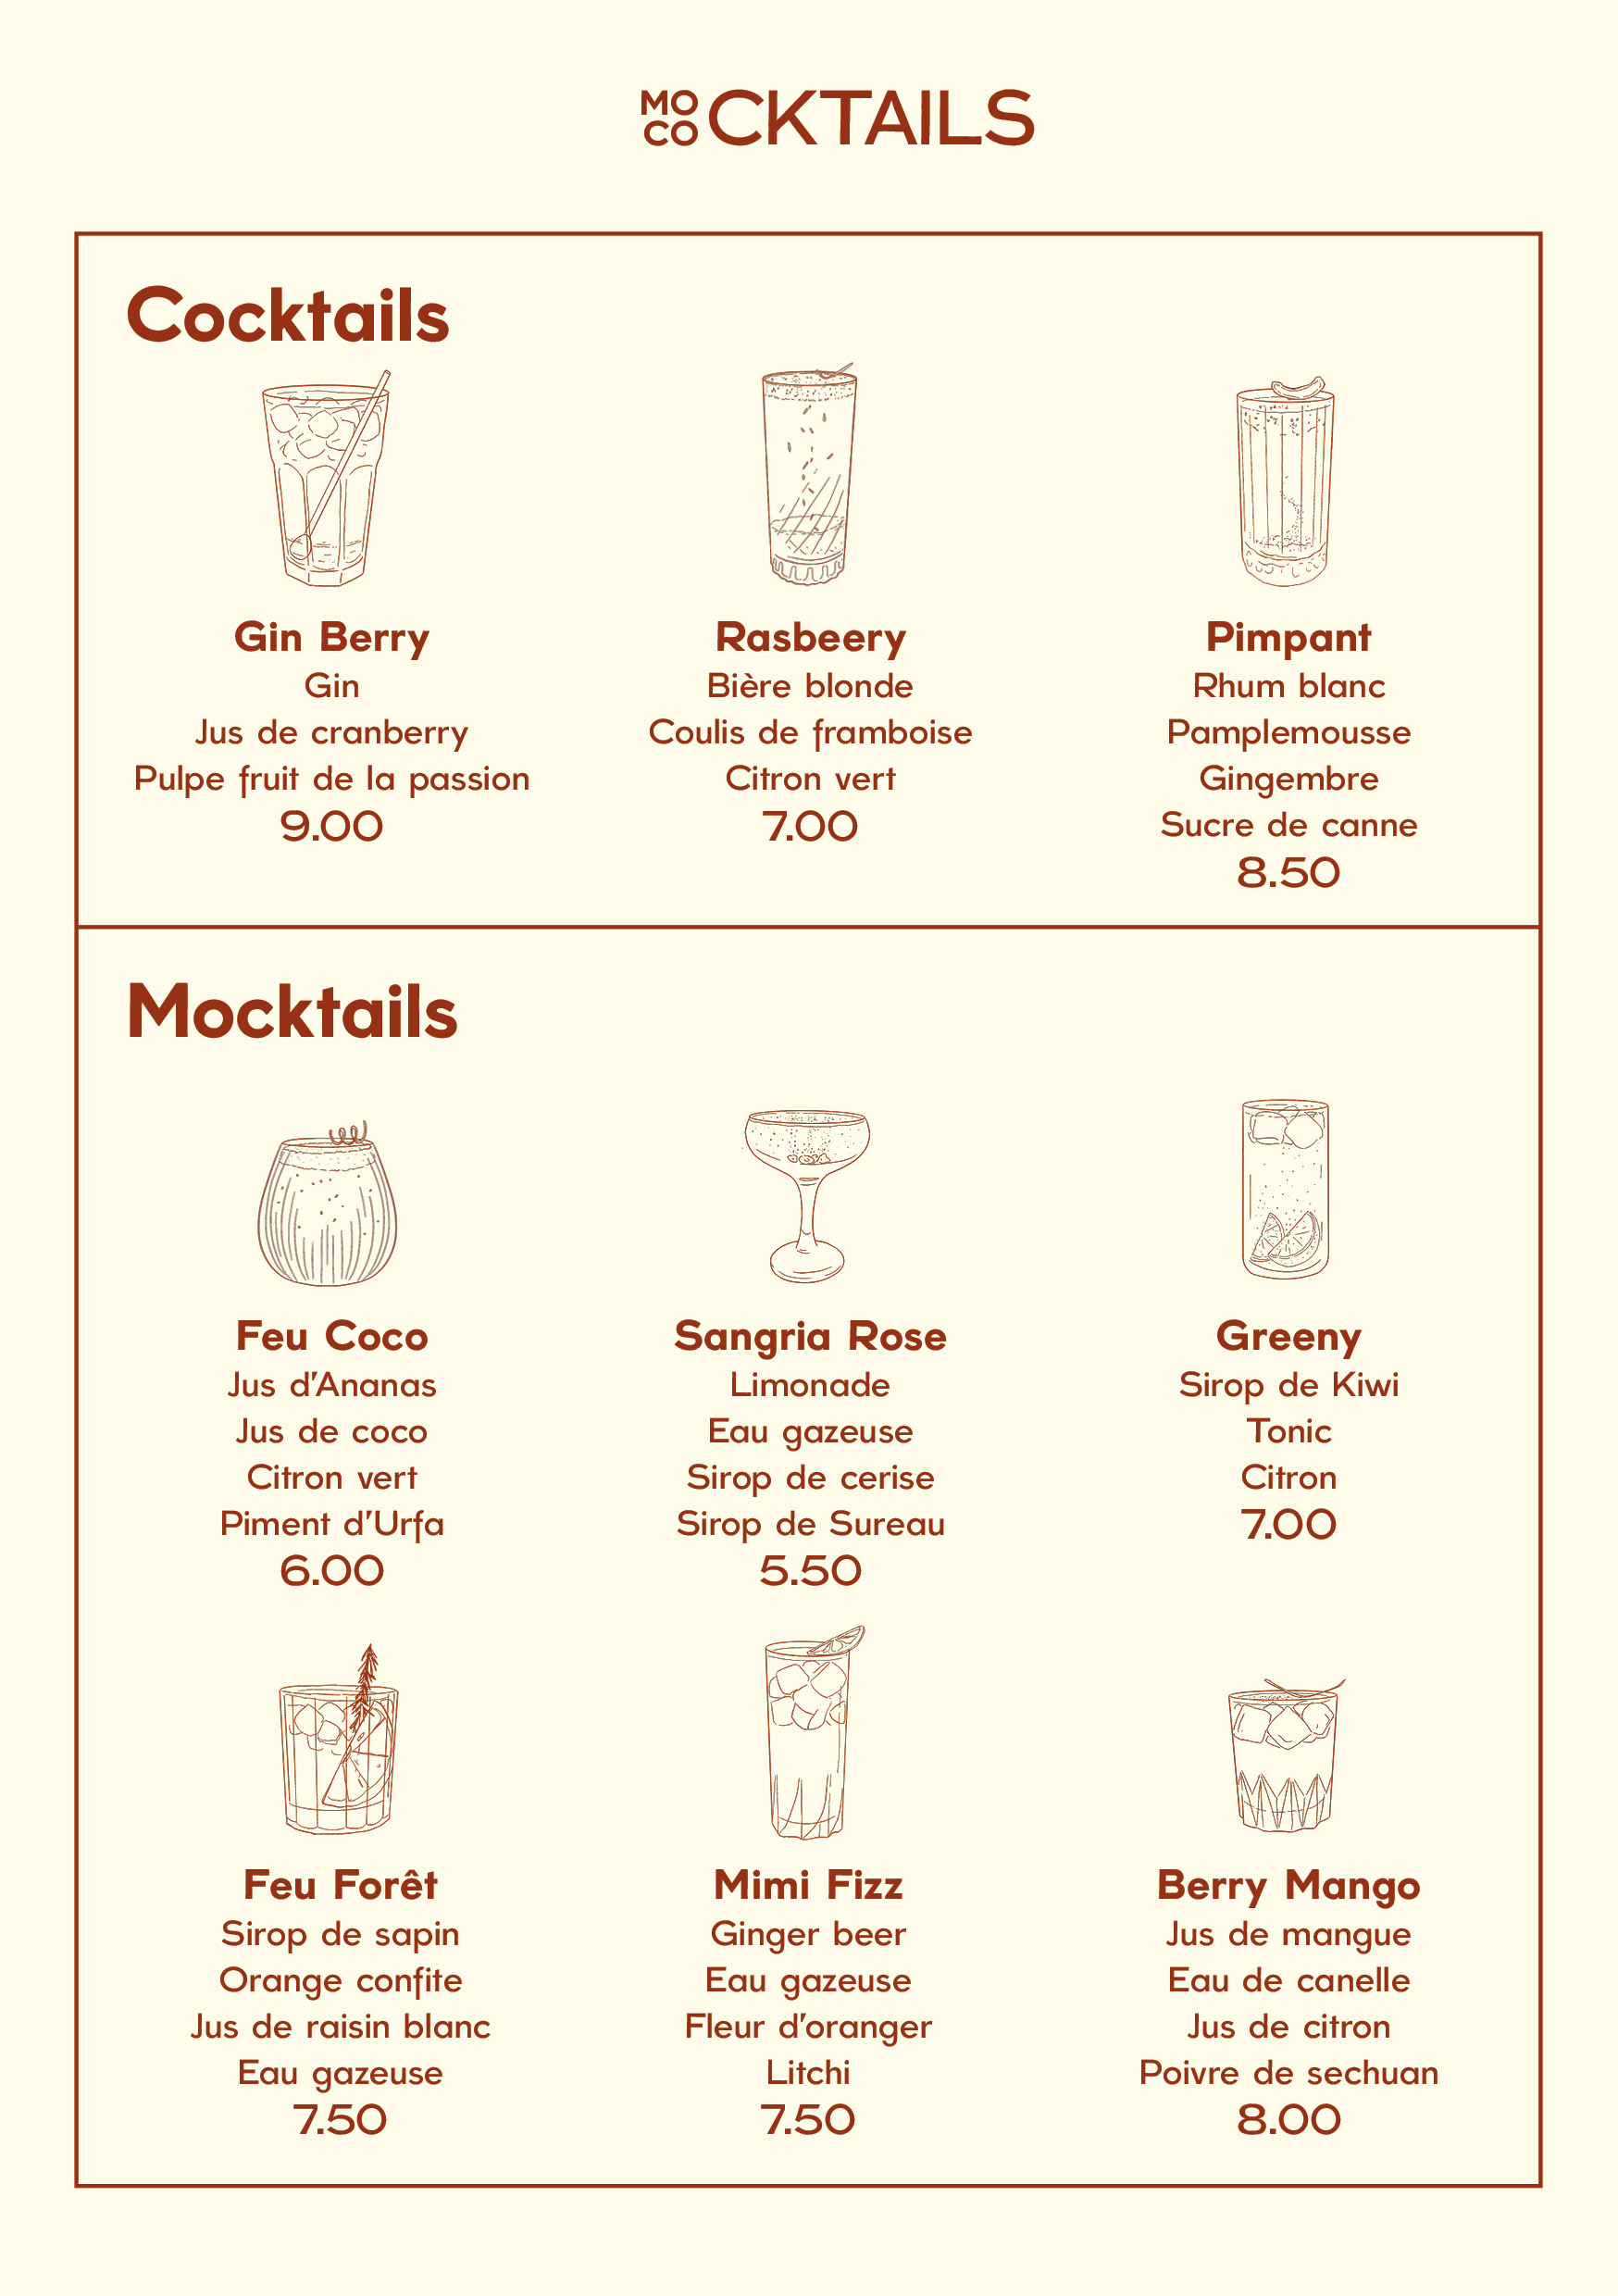 MO
CO CKTAILS
Cocktails
Gin Berry
Gin
Jus de cranberry
Pulpe fruit de la passion
9.00
Rasbeery
Bière blonde
Coulis de framboise
Citron vert
7.00
Pimpant
Rhum blanc
Pamplemousse
Gingembre
Sucre de canne
8.50
Mocktails
Feu Coco
Jus d’Ananas
Jus de coco
Citron vert
Piment d’Urfa
6.00
Sangria Rose
Limonade
Eau gazeuse
Sirop de cerise
Sirop de Sureau
5.50
Greeny
Sirop de Kiwi
Tonic
Citron
7.00
Feu Forêt
Sirop de sapin
Orange confite
Jus de raisin blanc
Eau gazeuse
7.50
Mimi Fizz
Ginger beer
Eau gazeuse
Fleur d’oranger
Litchi
7.50
Berry Mango
Jus de mangue
Eau de canelle
Jus de citron
Poivre de sechuan
8.00